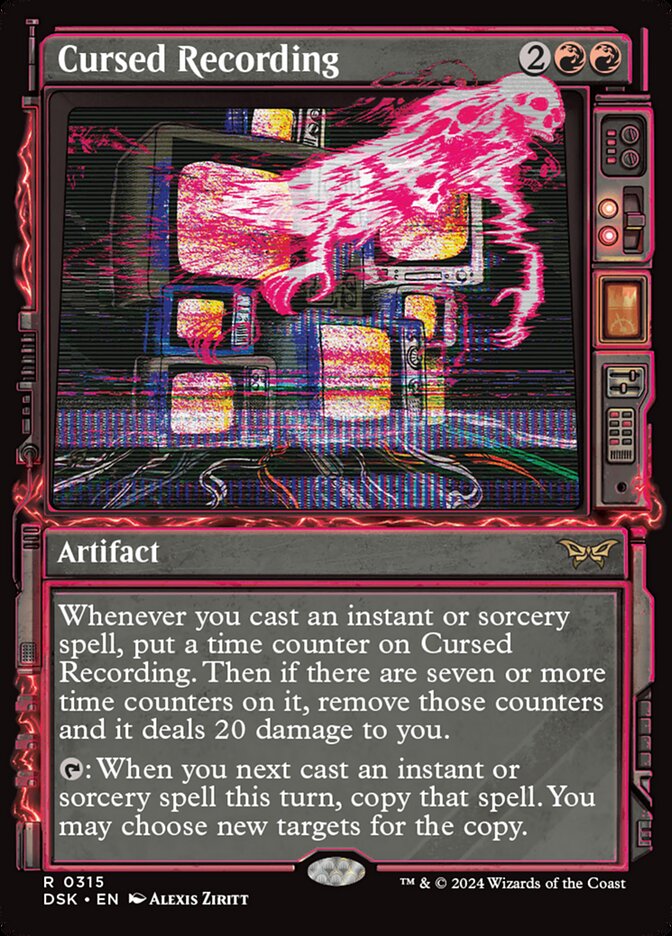 Cursed Recording 2
Artifact
Whenever you cast an instant or sorcery
spell, put a time counter on Cursed
Recording. Then if there are seven or more
time counters on it, remove those counters
and it deals 20 damage to you.
: When you next cast an instant or
sorcery spell this turn, copy that spell. You
may choose new targets for the copy.
R 0315
DSK • EN ALEXIS ZIRITT
™ & © 2024 Wizards of the Coast